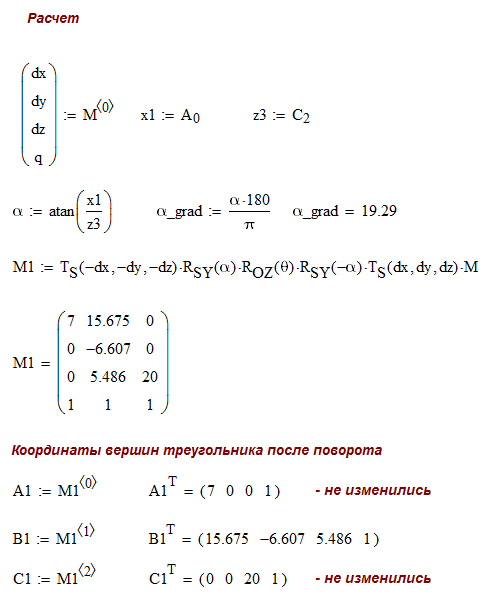 Расчет
dx
dy
dz
q
:= M⟨0⟩ x1 := A0 z3 := C2
α := atan(x1/z3) α_grad := α·180/π α_grad = 19.29
M1 := TS(−dx,−dy,−dz)·RSY(α)·ROZ(θ)·RSY(−α)·TS(dx,dy,dz)·M
M1 =
7 15.675 0
0 −6.607 0
0 5.486 20
1 1 1
Координаты вершин треугольника после поворота
A1 := M1⟨0⟩ A1T = (7 0 0 1) - не изменились
B1 := M1⟨1⟩ B1T = (15.675 −6.607 5.486 1)
C1 := M1⟨2⟩ C1T = (0 0 20 1) - не изменились